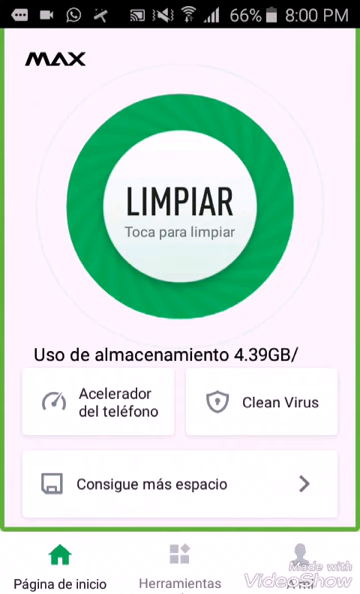 66% 8:00 PM
MAX
LIMPIAR
Toca para limpiar
Uso de almacenamiento 4.39GB/
Acelerador
del teléfono
Clean Virus
Consigue más espacio
Made with
VideoShow
Página de inicio
Herramientas